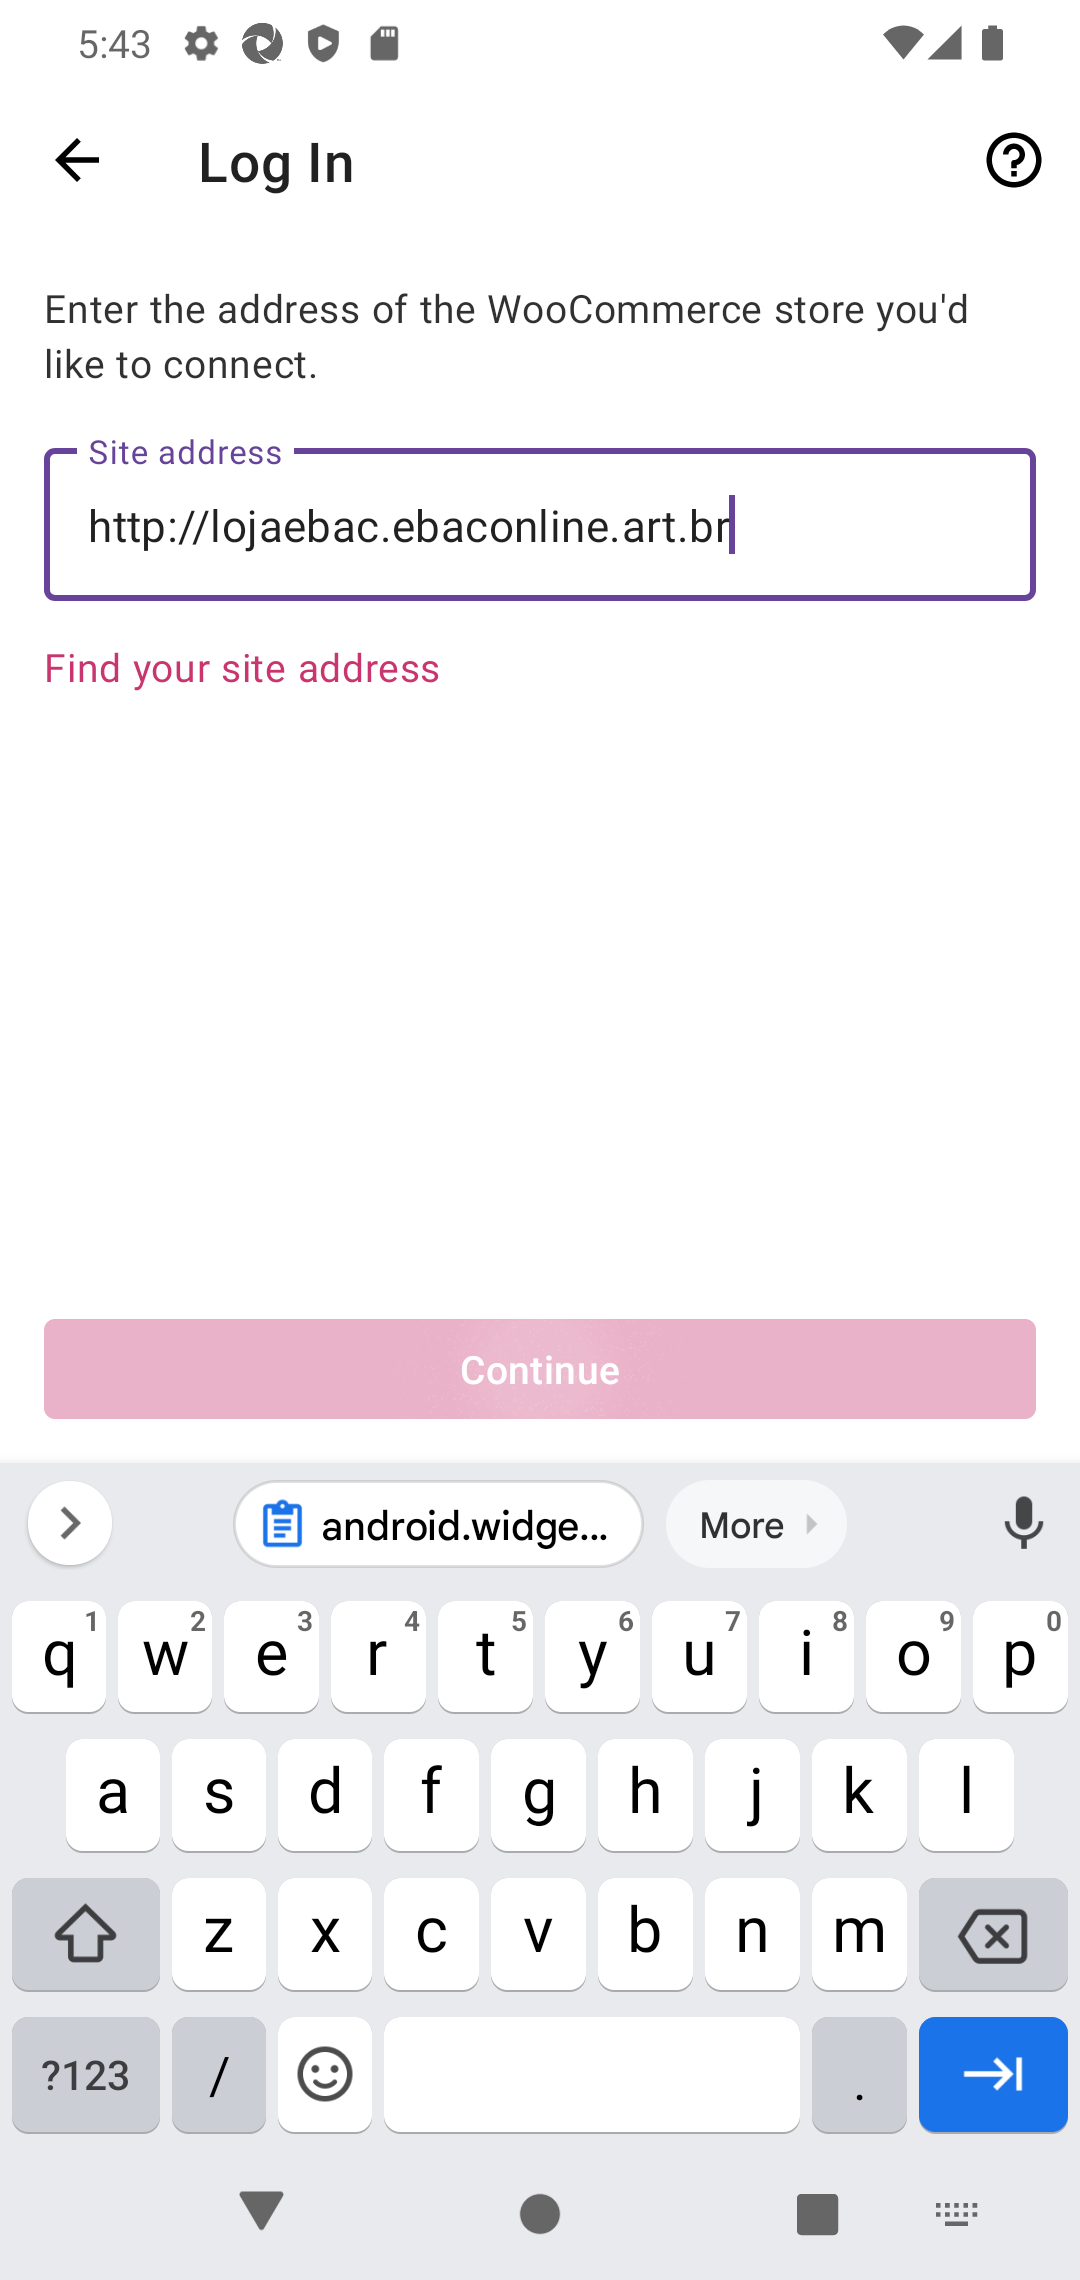 5:43
Log In
Enter the address of the WooCommerce store you'd
like to connect.
Site address
http://lojaebac.ebaconline.art.br
Find your site address
Continue
android.widge...
More
q 1 w 2 e 3 r 4 t 5 y 6 u 7 i 8 o 9 p 0
a s d f g h j k l
z x c v b n m
?123 / .